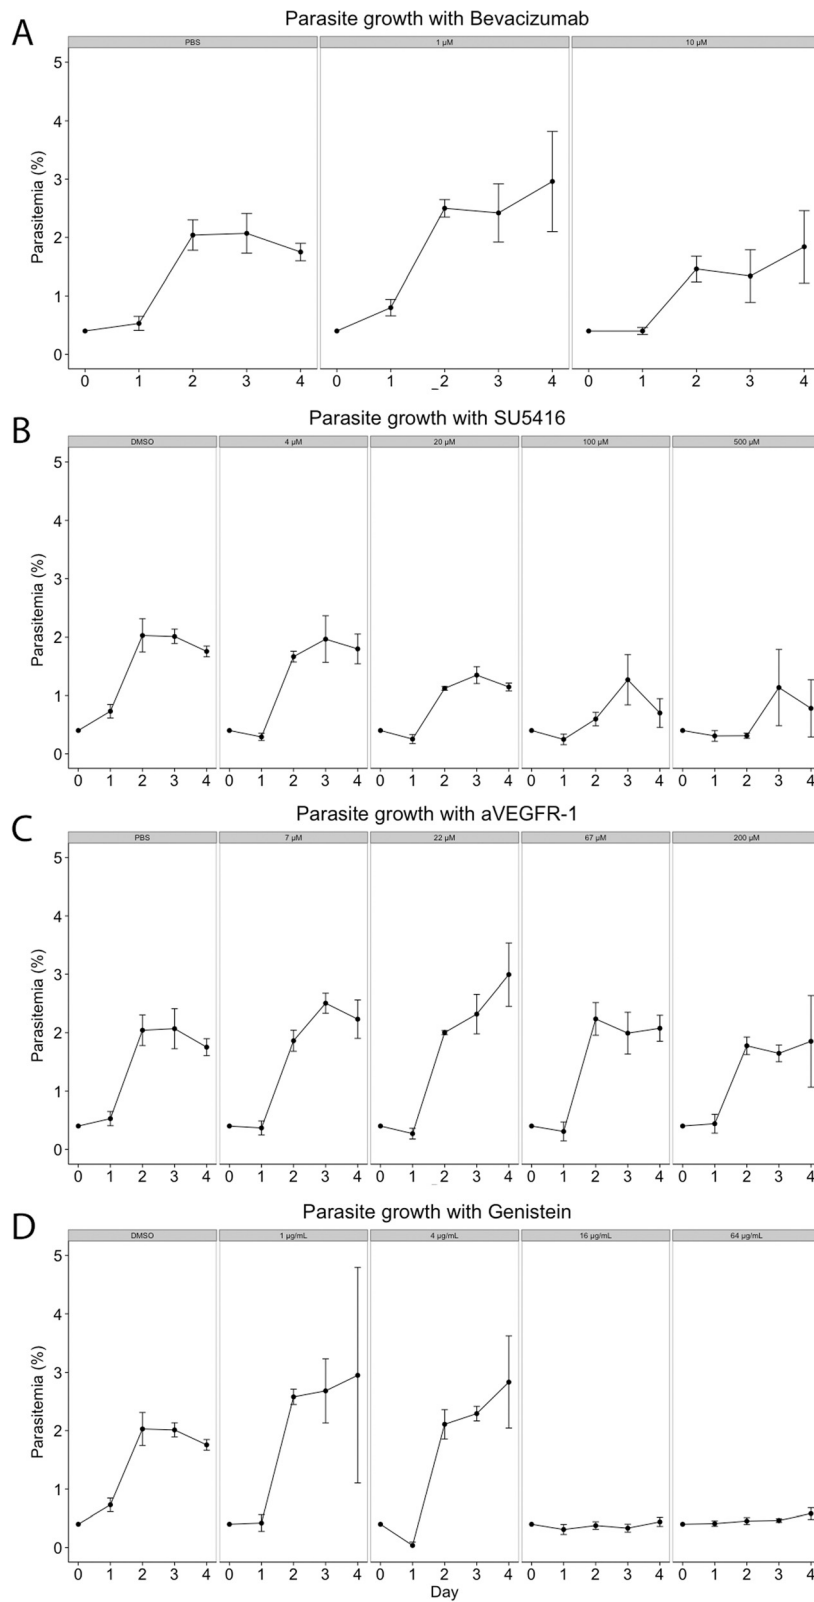 A
Parasite growth with Bevacizumab
PBS
1 µM
10 µM
Parasitemia (%)
5
4
3
2
1
0
0 1 2 3 4
0 1 2 3 4
0 1 2 3 4
B
Parasite growth with SU5416
DMSO
4 µM
20 µM
100 µM
500 µM
Parasitemia (%)
5
4
3
2
1
0
0 1 2 3 4
0 1 2 3 4
0 1 2 3 4
0 1 2 3 4
0 1 2 3 4
C
Parasite growth with aVEGFR-1
PBS
7 µM
22 µM
67 µM
200 µM
Parasitemia (%)
5
4
3
2
1
0
0 1 2 3 4
0 1 2 3 4
0 1 2 3 4
0 1 2 3 4
0 1 2 3 4
D
Parasite growth with Genistein
DMSO
1 µg/mL
4 µg/mL
16 µg/mL
64 µg/mL
Parasitemia (%)
5
4
3
2
1
0
0 1 2 3 4
0 1 2 3 4
0 1 2 3 4
0 1 2 3 4
0 1 2 3 4
Day